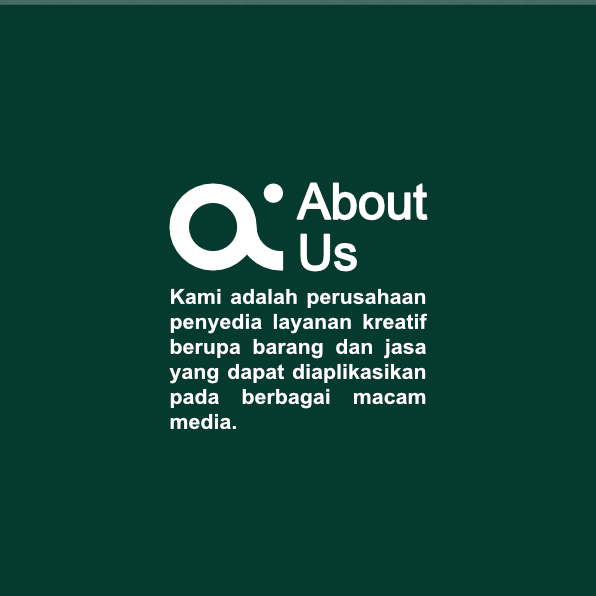 About
Us
Kami adalah perusahaan
penyedia layanan kreatif
berupa barang dan jasa
yang dapat diaplikasikan
pada berbagai macam
media.